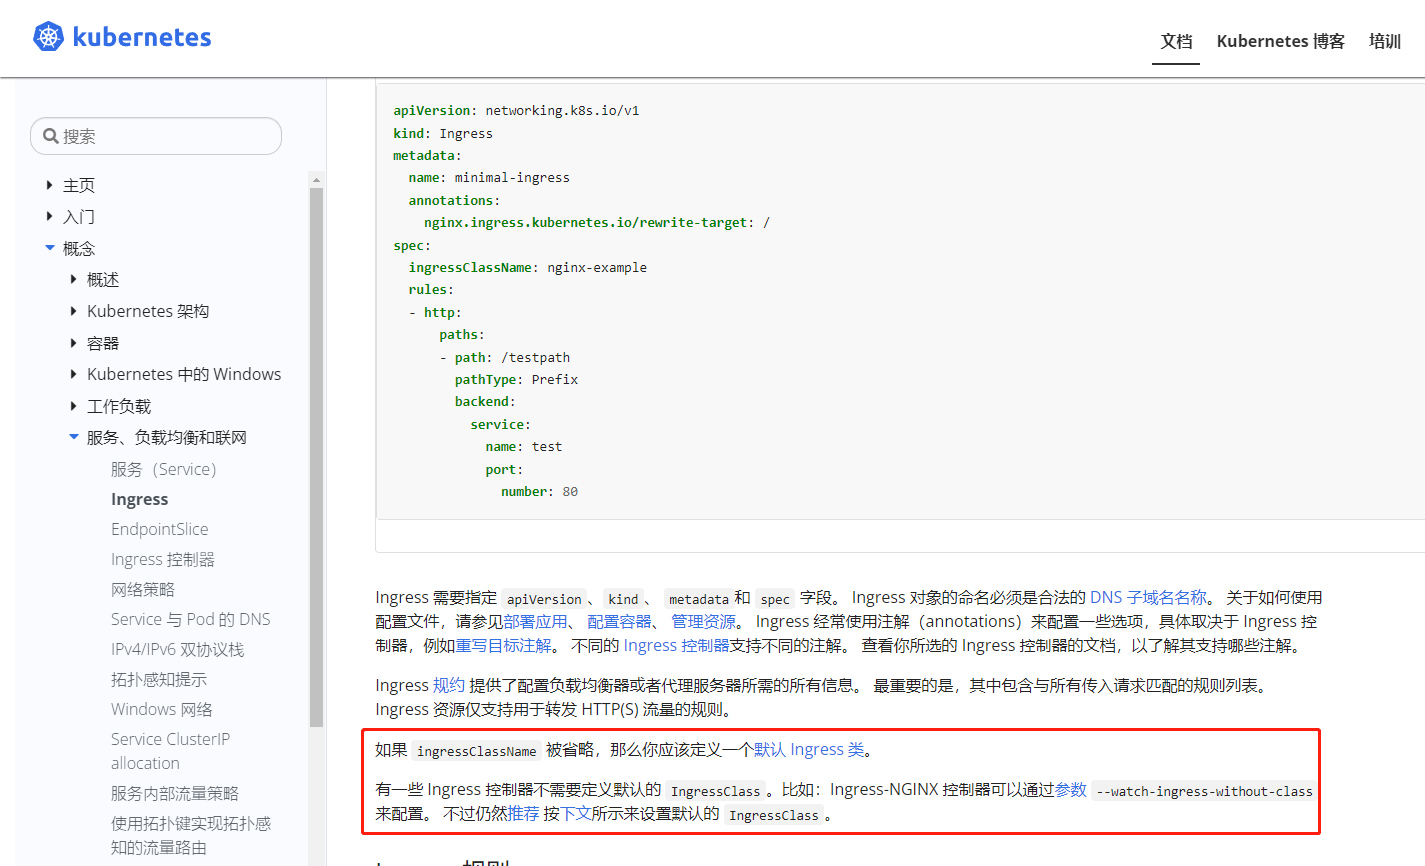 kubernetes
文档 Kubernetes 博客 培训
搜索
主页
入门
概念
概述
Kubernetes 架构
容器
Kubernetes 中的 Windows
工作负载
服务、负载均衡和联网
服务（Service）
Ingress
EndpointSlice
Ingress 控制器
网络策略
Service 与 Pod 的 DNS
IPv4/IPv6 双协议栈
拓扑感知提示
Windows 网络
Service ClusterIP
allocation
服务内部流量策略
使用拓扑键实现拓扑感
知的流量路由
apiVersion: networking.k8s.io/v1
kind: Ingress
metadata:
  name: minimal-ingress
  annotations:
    nginx.ingress.kubernetes.io/rewrite-target: /
spec:
  ingressClassName: nginx-example
  rules:
  - http:
      paths:
      - path: /testpath
        pathType: Prefix
        backend:
          service:
            name: test
            port:
              number: 80
Ingress 需要指定 apiVersion 、 kind 、 metadata 和 spec 字段。 Ingress 对象的命名必须是合法的 DNS 子域名名称。 关于如何使用
配置文件，请参见部署应用、 配置容器、 管理资源。 Ingress 经常使用注解（annotations）来配置一些选项，具体取决于 Ingress 控
制器，例如重写目标注解。 不同的 Ingress 控制器支持不同的注解。 查看你所选的 Ingress 控制器的文档，以了解其支持哪些注解。
Ingress 规约 提供了配置负载均衡器或者代理服务器所需的所有信息。 最重要的是，其中包含与所有传入请求匹配的规则列表。
Ingress 资源仅支持用于转发 HTTP(S) 流量的规则。
如果 ingressClassName 被省略，那么你应该定义一个默认 Ingress 类。
有一些 Ingress 控制器不需要定义默认的 IngressClass 。比如：Ingress-NGINX 控制器可以通过参数 --watch-ingress-without-class
来配置。 不过仍然推荐 按下文所示来设置默认的 IngressClass 。
Ingress 规则